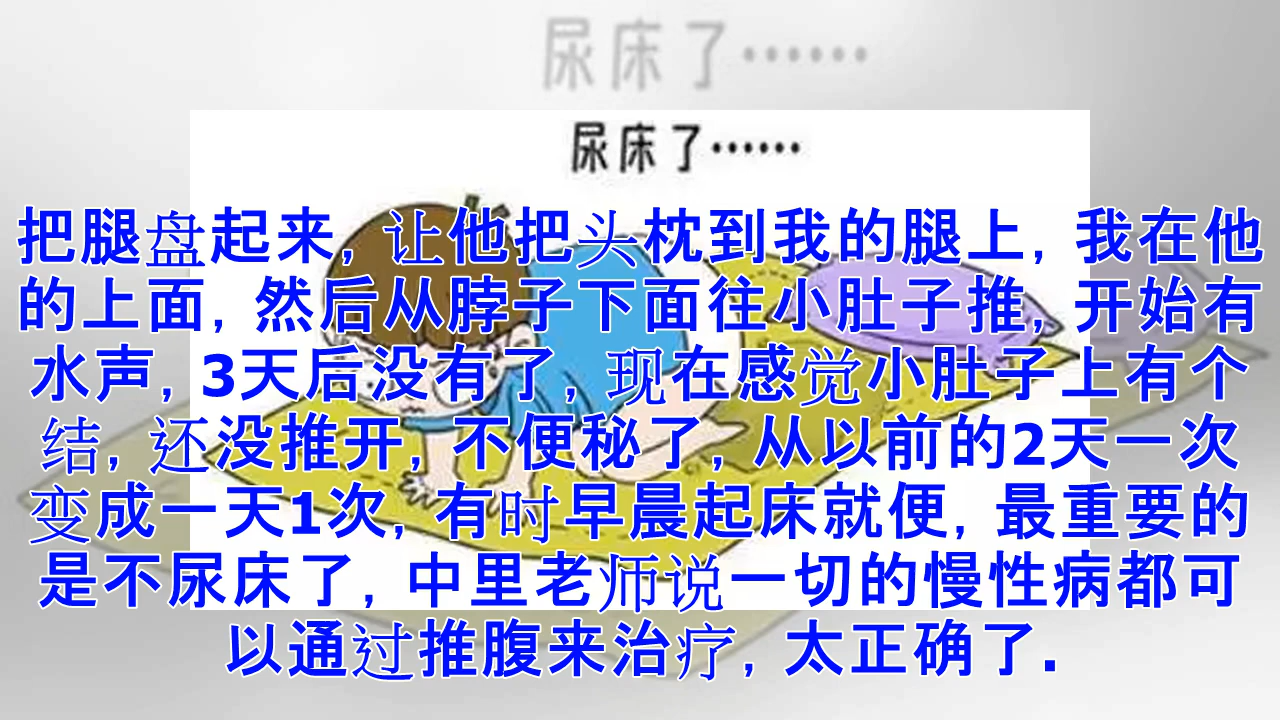 尿床了……
尿床了……
把腿盘起来, 让他把头枕到我的腿上, 我在他
的上面, 然后从脖子下面往小肚子推, 开始有
水声, 3天后没有了, 现在感觉小肚子上有个
结, 还没推开, 不便秘了, 从以前的2天一次
变成一天1次, 有时早晨起床就便, 最重要的
是不尿床了, 中里老师说一切的慢性病都可
以通过推腹来治疗, 太正确了.